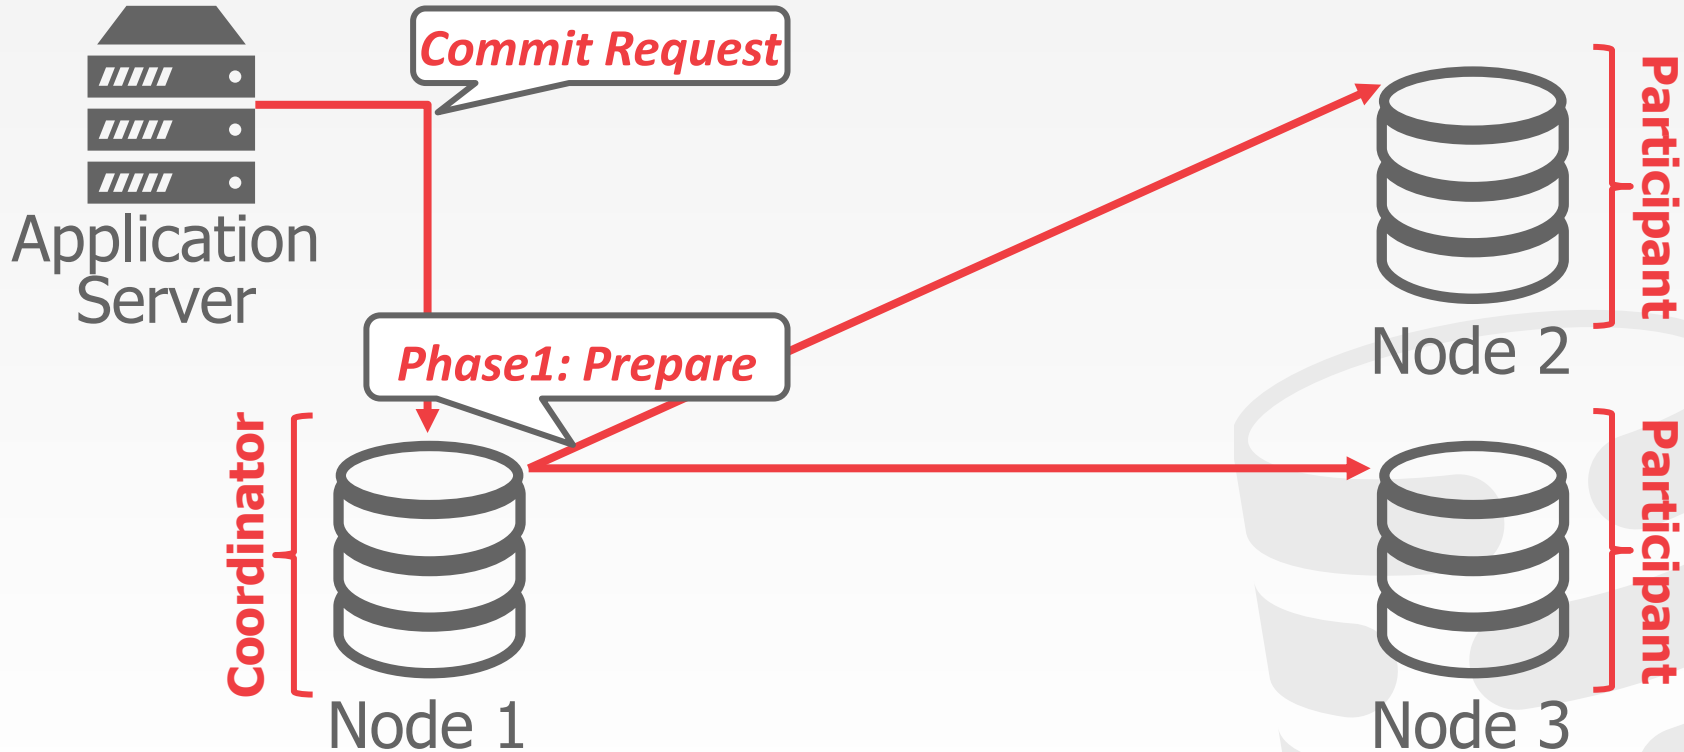 Commit Request
Application
Server
Phase1: Prepare
Coordinator
Node 1
Participant
Node 2
Participant
Node 3